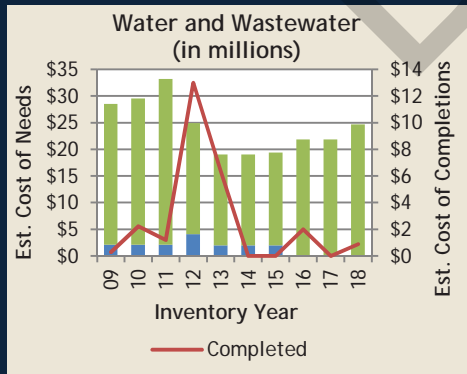 Water and Wastewater
(in millions)
Est. Cost of Needs
$35
$30
$25
$20
$15
$10
$5
$0
$14
$12
$10
$8
$6
$4
$2
$0
Est. Cost of Completions
09 10 11 12 13 14 15 16 17 18
Inventory Year
Completed